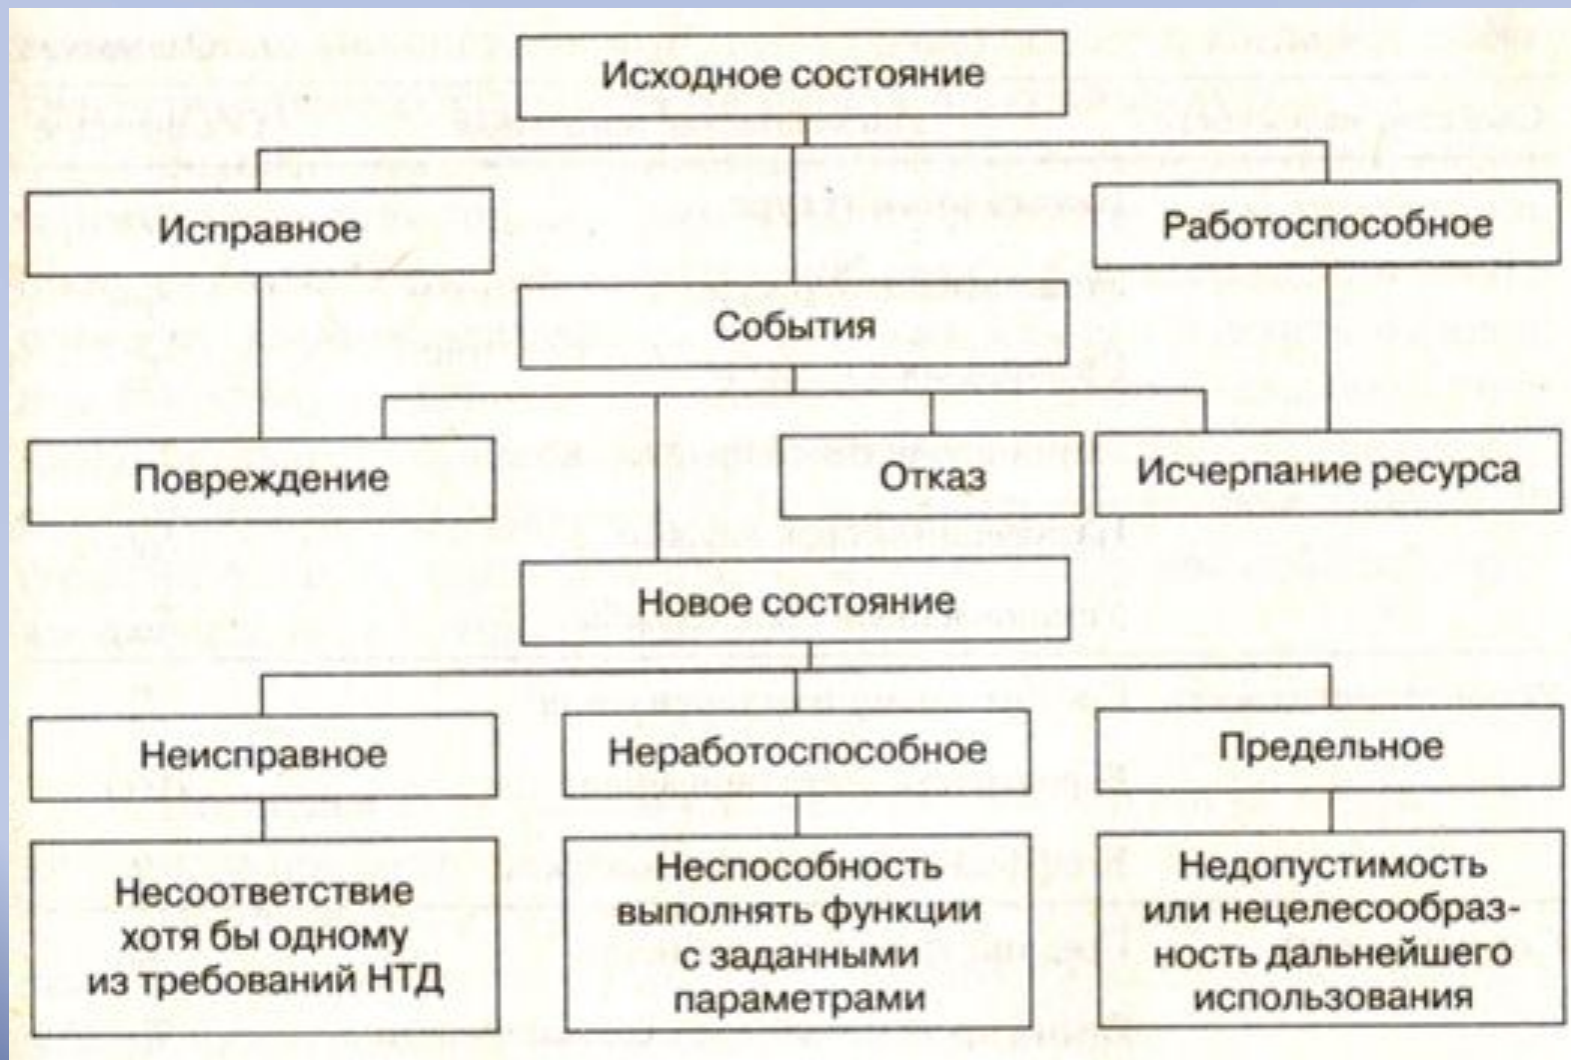 Исходное состояние
Исправное
Работоспособное
События
Повреждение
Отказ
Исчерпание ресурса
Новое состояние
Неисправное
Неработоспособное
Предельное
Несоответствие
хотя бы одному
из требований НТД
Неспособность
выполнять функции
с заданными
параметрами
Недопустимость
или нецелесообраз-
ность дальнейшего
использования